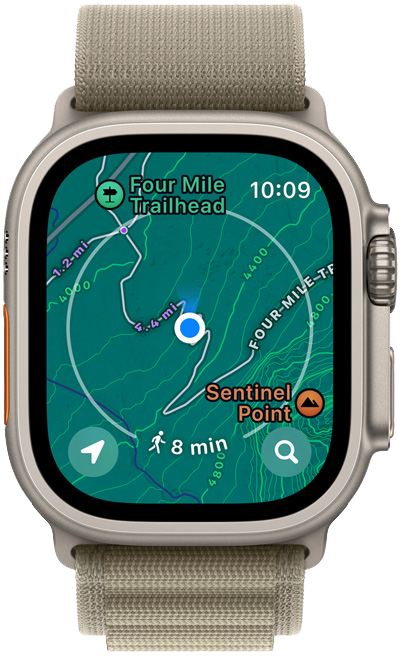 Four Mile
Trailhead
10:09
1.2-mi
4000
4400
4.4-mi
FOUR-MILE-TR
4800
Sentinel
Point
8 min
4800